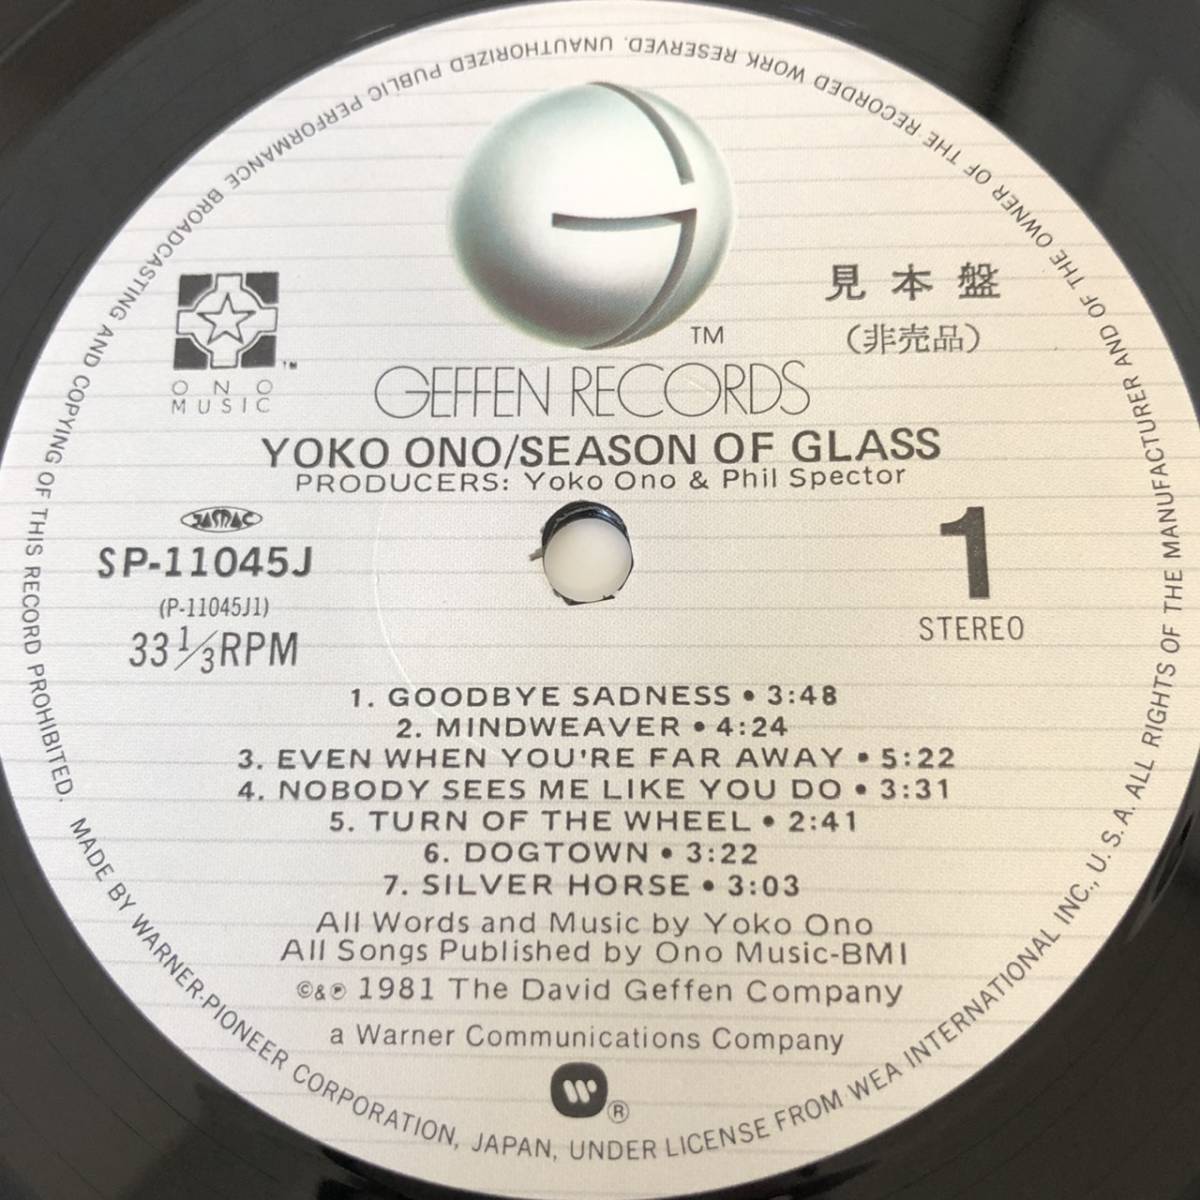 TM
見本盤
(非売品)
ONO
MUSIC
TM
GEFFEN RECORDS
YOKO ONO/SEASON OF GLASS
PRODUCERS: Yoko Ono & Phil Spector
JASRAC
SP-11045J
(P-11045J1)
33 1/3 RPM
1
STEREO
1. GOODBYE SADNESS • 3:48
2. MINDWEAVER • 4:24
3. EVEN WHEN YOU'RE FAR AWAY • 5:22
4. NOBODY SEES ME LIKE YOU DO • 3:31
5. TURN OF THE WHEEL • 2:41
6. DOGTOWN • 3:22
7. SILVER HORSE • 3:03
All Words and Music by Yoko Ono
All Songs Published by Ono Music-BMI
©&℗ 1981 The David Geffen Company
a Warner Communications Company
W ®
MADE BY WARNER-PIONEER CORPORATION, JAPAN, UNDER LICENSE FROM WEA INTERNATIONAL INC., U.S.A. ALL RIGHTS OF THE MANUFACTURER AND OF THE OWNER OF THE RECORDED WORK RESERVED. UNAUTHORIZED PUBLIC PERFORMANCE BROADCASTING AND COPYING OF THIS RECORD PROHIBITED.